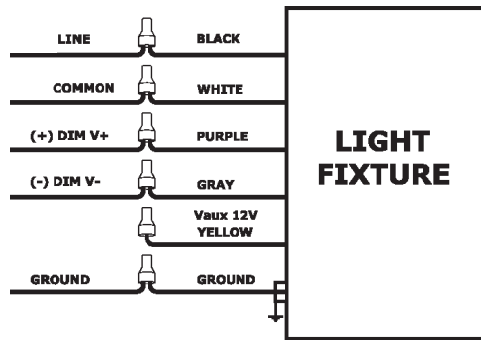 LINE BLACK
COMMON WHITE
(+) DIM V+ PURPLE
(-) DIM V- GRAY
Vaux 12V
YELLOW
GROUND GROUND
LIGHT
FIXTURE